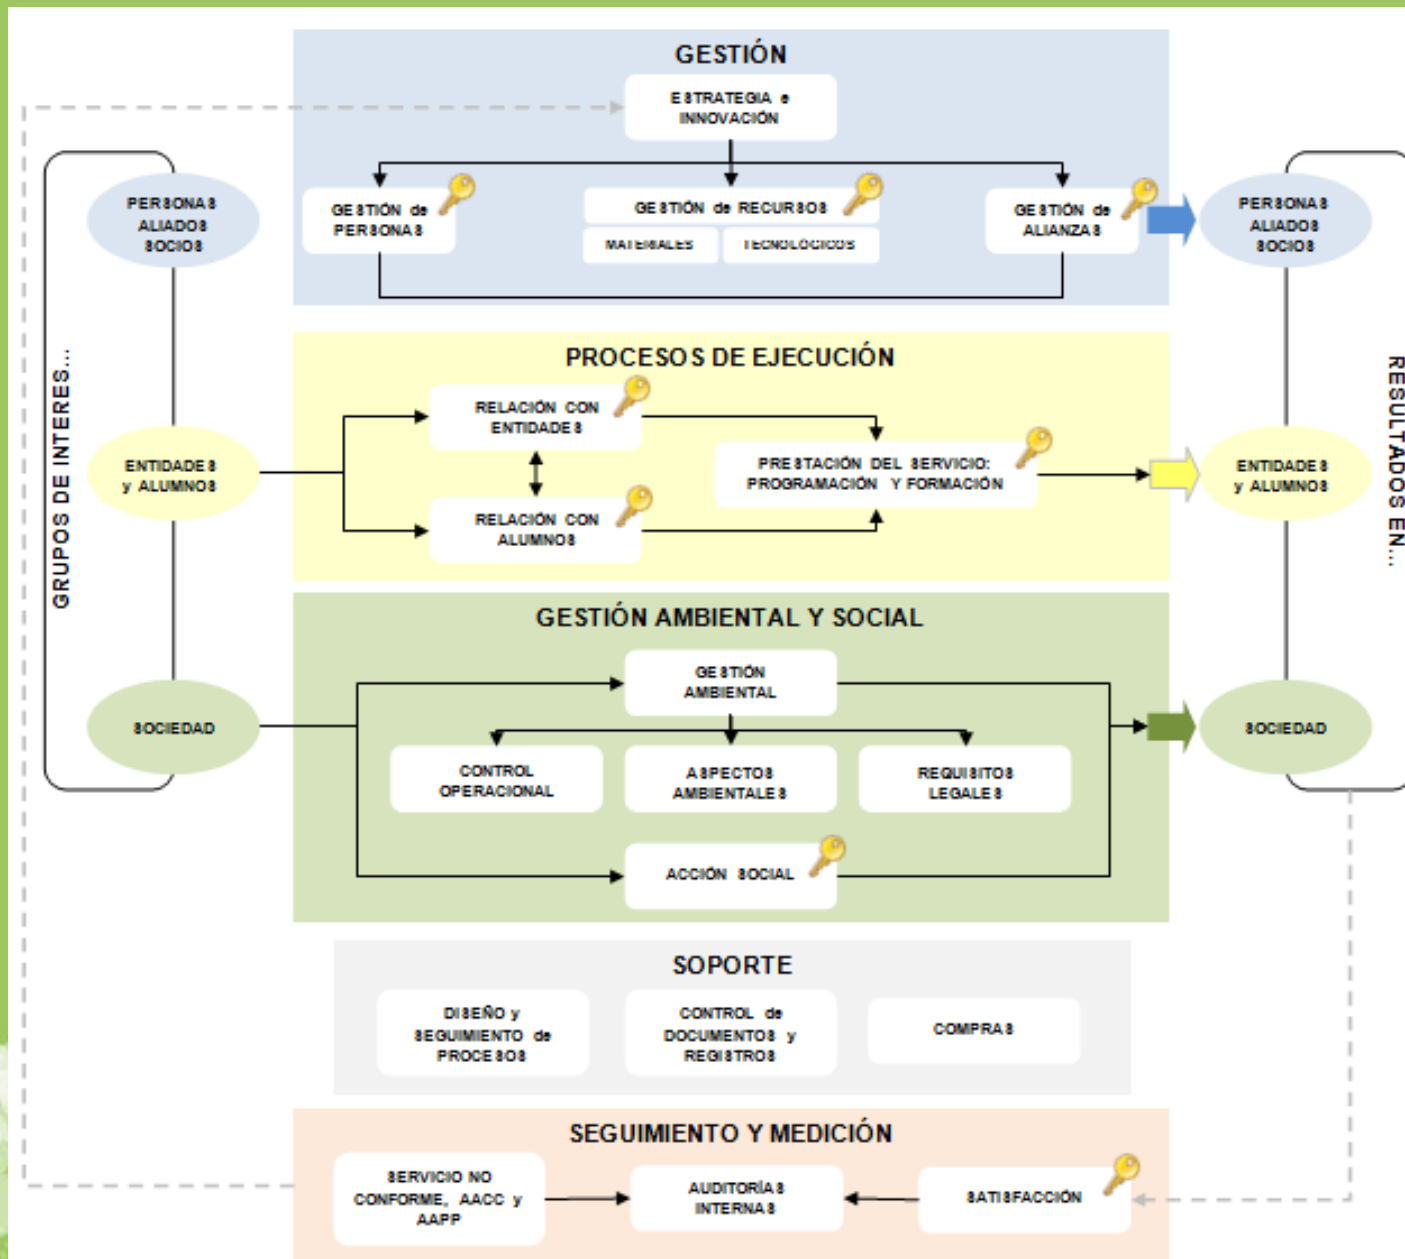 GESTIÓN
ESTRATEGIA e
INNOVACIÓN
GESTIÓN de
PERSONAS
GESTIÓN de RECURSOS
MATERIALES
TECNOLÓGICOS
GESTIÓN de
ALIANZAS
PERSONAS
ALIADOS
SOCIOS
PERSONAS
ALIADOS
SOCIOS
GRUPOS DE INTERES...
RESULTADOS EN...
PROCESOS DE EJECUCIÓN
RELACIÓN CON
ENTIDADES
ENTIDADES
y ALUMNOS
PRESTACIÓN DEL SERVICIO:
PROGRAMACIÓN Y FORMACIÓN
ENTIDADES
y ALUMNOS
RELACIÓN CON
ALUMNOS
GESTIÓN AMBIENTAL Y SOCIAL
GESTIÓN
AMBIENTAL
SOCIEDAD
SOCIEDAD
CONTROL
OPERACIONAL
ASPECTOS
AMBIENTALES
REQUISITOS
LEGALES
ACCIÓN SOCIAL
SOPORTE
DISEÑO y
SEGUIMIENTO de
PROCESOS
CONTROL de
DOCUMENTOS y
REGISTROS
COMPRAS
SEGUIMIENTO Y MEDICIÓN
SERVICIO NO
CONFORME, AACC y
AAPP
AUDITORÍAS
INTERNAS
SATISFACCIÓN